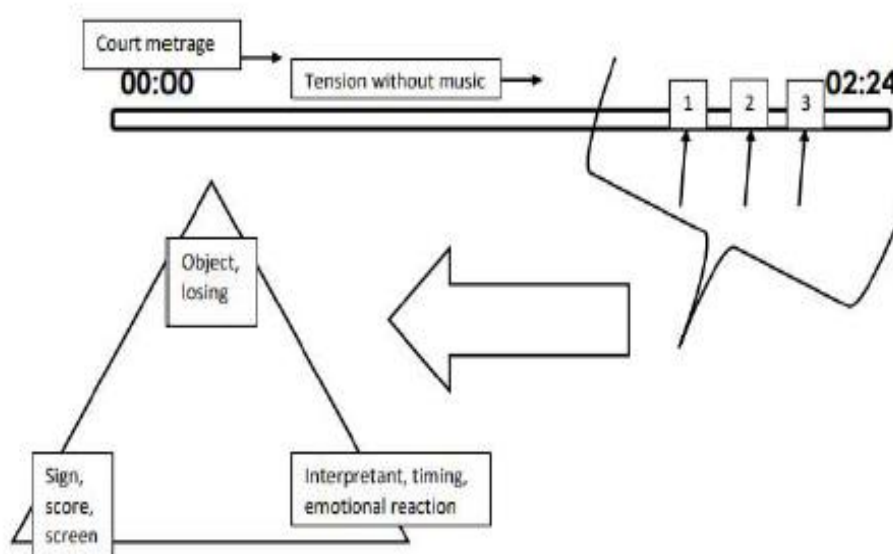 Court metrage
00:00
Tension without music
1
2
3
02:24
Object,
losing
Sign,
score,
screen
Interpretant, timing,
emotional reaction